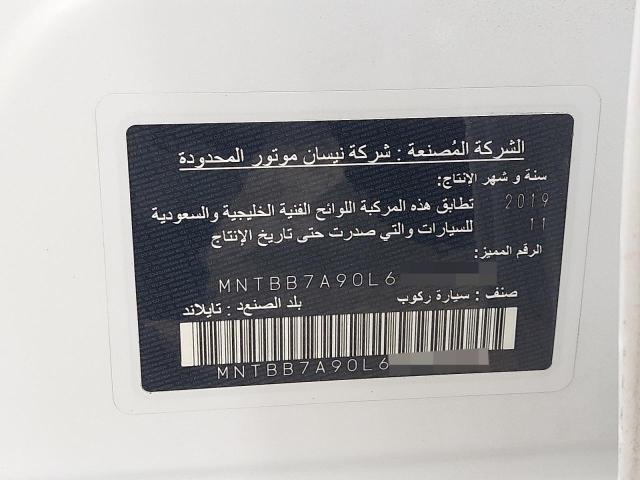 الشركة المُصنعة : شركة نيسان موتور المحدودة
سنة و شهر الإنتاج:
2019 تطابق هذه المركبة اللوائح الفنية الخليجية والسعودية
11 للسيارات والتي صدرت حتى تاريخ الإنتاج
الرقم المميز:
MNTBB7A90L6
صنف : سيارة ركوب بلد الصنع : تايلاند
MNTBB7A90L6